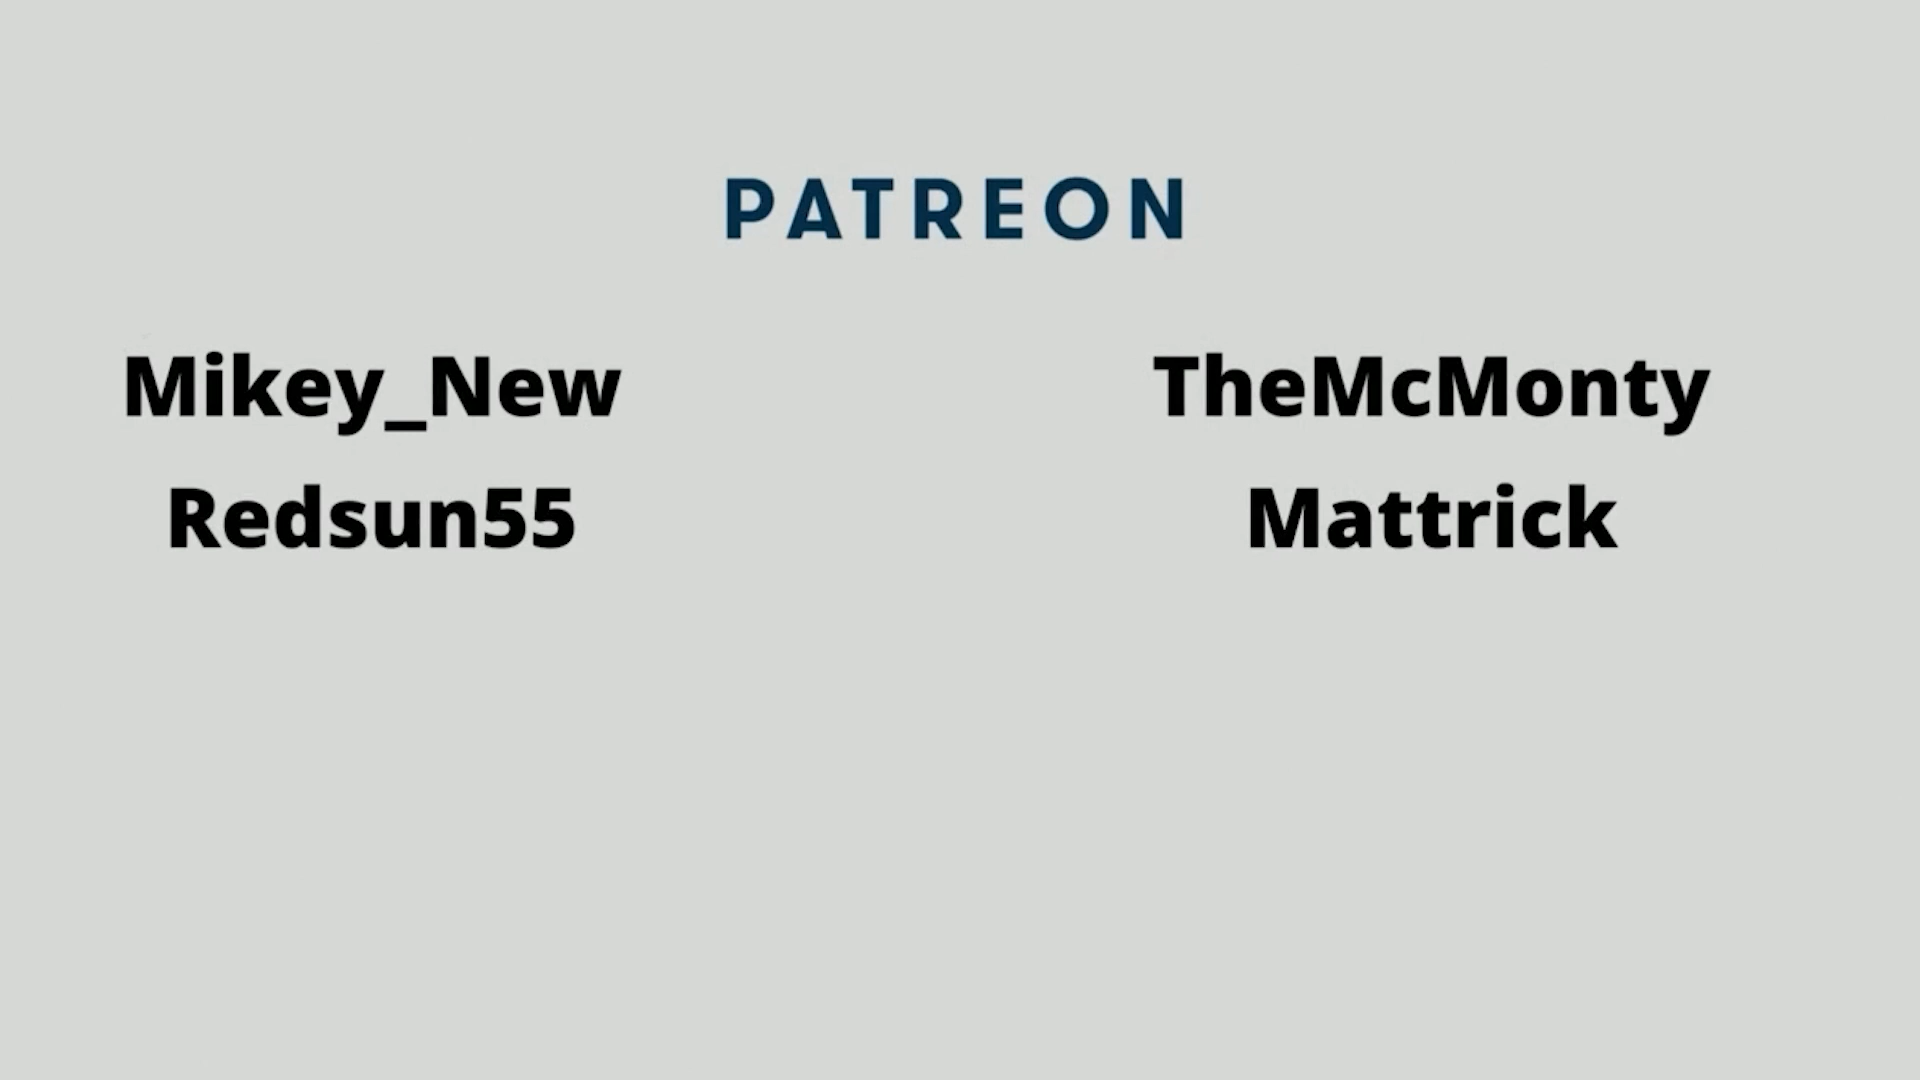 PATREON
Mikey_New
TheMcMonty
Redsun55
Mattrick